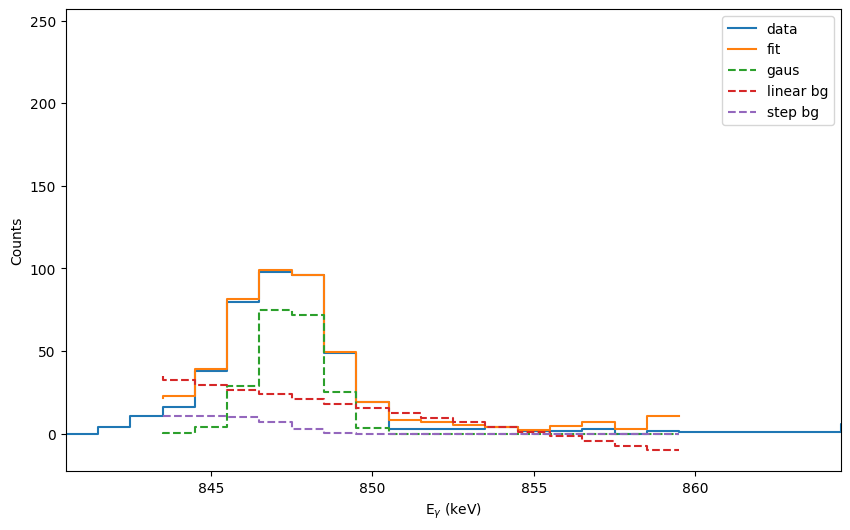 250
200
150
100
50
0
Counts
845
850
855
860
E$_γ$ (keV)
data
fit
gaus
linear bg
step bg